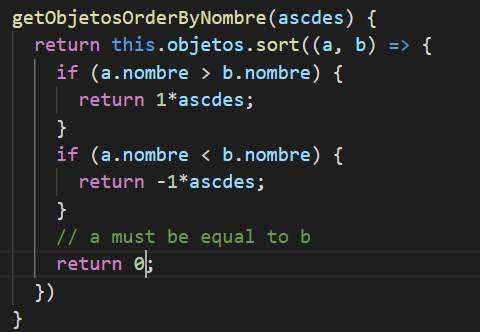 getObjetosOrderByNombre(ascdes) {
return this.objetos.sort((a, b) => {
if (a.nombre > b.nombre) {
return 1*ascdes;
}
if (a.nombre < b.nombre) {
return -1*ascdes;
}
// a must be equal to b
return 0;
})
}